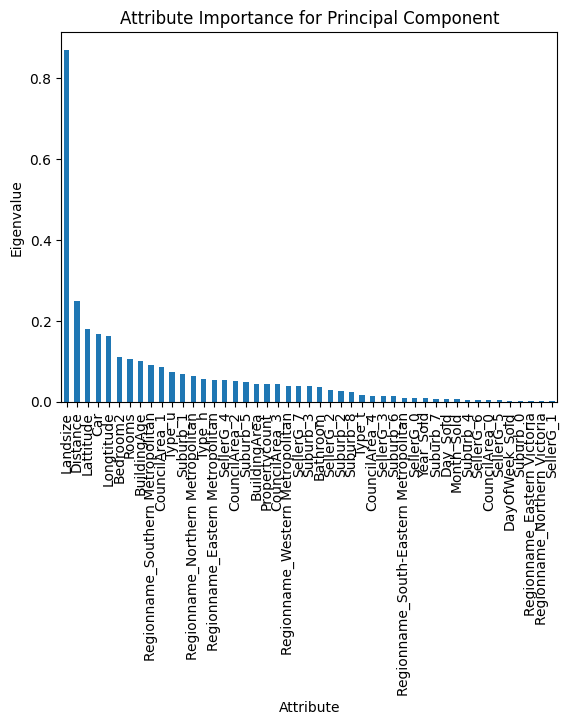 Attribute Importance for Principal Component
Eigenvalue
0.8
0.6
0.4
0.2
0.0
Landsize
Distance
Lattitude
Car
Longtitude
Bedroom2
Rooms
BuildingAge
Regionname_Southern Metropolitan
CouncilArea_1
Type_u
Suburb_1
Regionname_Northern Metropolitan
Type_h
Regionname_Eastern Metropolitan
SellerG_4
CouncilArea_2
Suburb_5
BuildingArea
Propertycount
CouncilArea_3
Regionname_Western Metropolitan
SellerG_7
Suburb_3
Bathroom
SellerG_2
Suburb_2
Suburb_8
Type_t
CouncilArea_4
SellerG_3
Suburb_6
Regionname_South-Eastern Metropolitan
SellerG_0
Year_Sold
Suburb_7
Day_Sold
Month_Sold
Suburb_4
SellerG_6
CouncilArea_0
SellerG_5
DayOfWeek_Sold
Suburb_0
Regionname_Eastern Victoria
Regionname_Northern Victoria
SellerG_1
Attribute